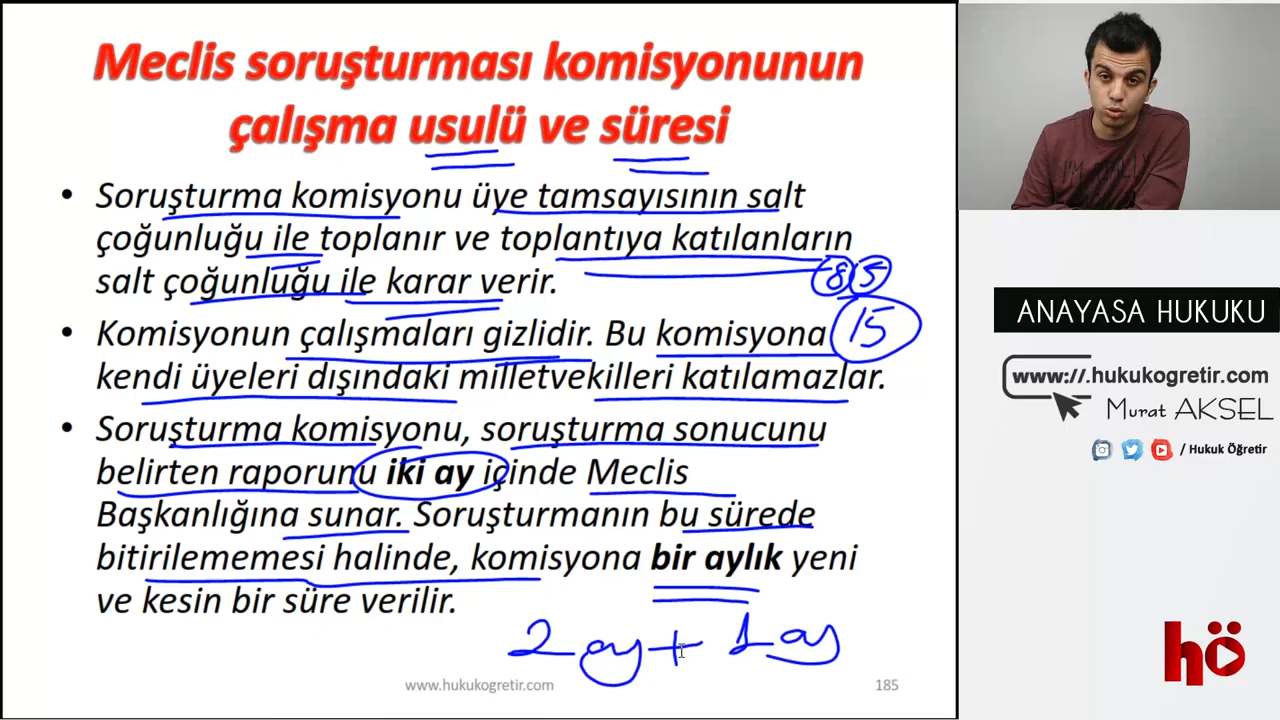 Meclis soruşturması komisyonunun
çalışma usulü ve süresi
• Soruşturma komisyonu üye tamsayısının salt
çoğunluğu ile toplanır ve toplantıya katılanların
salt çoğunluğu ile karar verir.
8 5
• Komisyonun çalışmaları gizlidir. Bu komisyona
15
kendi üyeleri dışındaki milletvekilleri katılamazlar.
• Soruşturma komisyonu, soruşturma sonucunu
belirten raporunu iki ay içinde Meclis
Başkanlığına sunar. Soruşturmanın bu sürede
bitirilememesi halinde, komisyona bir aylık yeni
ve kesin bir süre verilir.
2 ay + 1 ay
www.hukukogretir.com
185
I'M REALLY
ANAYASA HUKUKU
www://.hukukogretir.com
Murat AKSEL
/ Hukuk Öğretir
hö